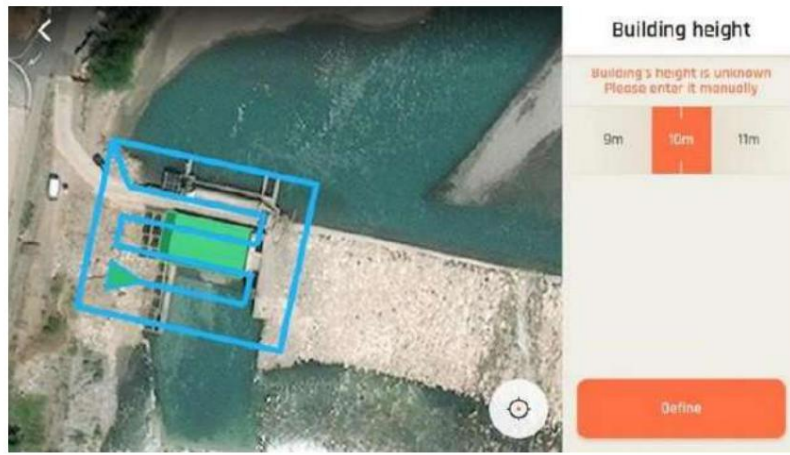 Building height
Building's height is unknown
Please enter it manually
9m 10m 11m
Define